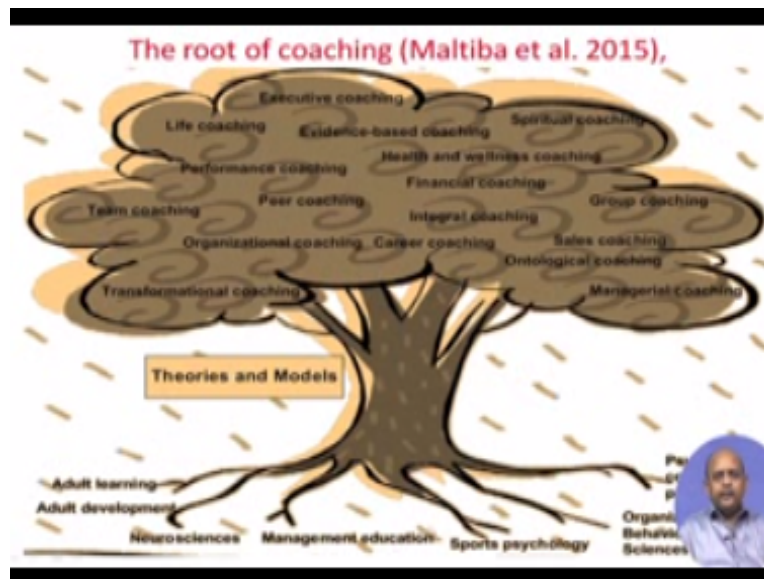 The root of coaching (Maltiba et al. 2015),
Executive coaching
Life coaching
Evidence-based coaching
Spiritual coaching
Health and wellness coaching
Performance coaching
Financial coaching
Team coaching
Peer coaching
Integral coaching
Group coaching
Organizational coaching
Career coaching
Sales coaching
Ontological coaching
Transformational coaching
Managerial coaching
Theories and Models
Adult learning
Adult development
Neurosciences
Management education
Sports psychology
Sciences